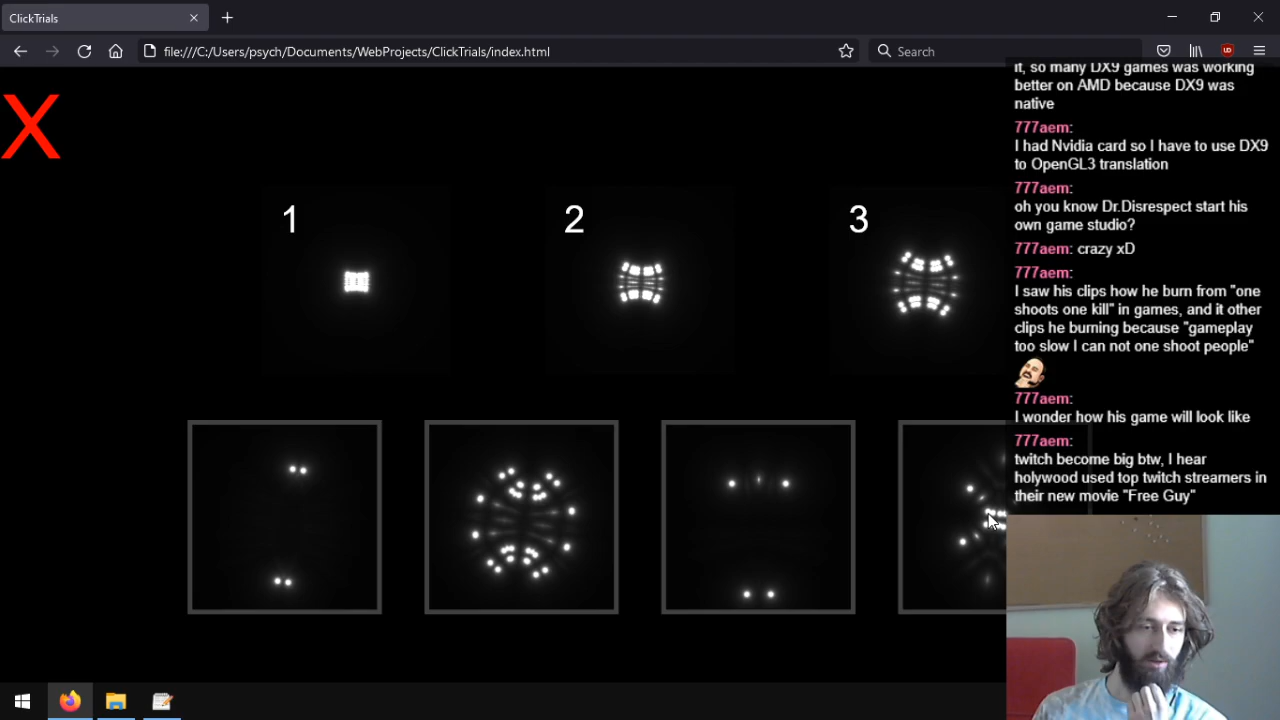 ClickTrials
file:///C:/Users/psych/Documents/WebProjects/ClickTrials/index.html
Search
X
1
2
3
it, so many DX9 games was working
better on AMD because DX9 was
native
777aem:
I had Nvidia card so I have to use DX9
to OpenGL3 translation
777aem:
oh you know Dr.Disrespect start his
own game studio?
777aem: crazy xD
777aem:
I saw his clips how he burn from "one
shoots one kill" in games, and it other
clips he burning because "gameplay
too slow I can not one shoot people"
777aem:
I wonder how his game will look like
777aem:
twitch become big btw, I hear
holywood used top twitch streamers in
their new movie "Free Guy"